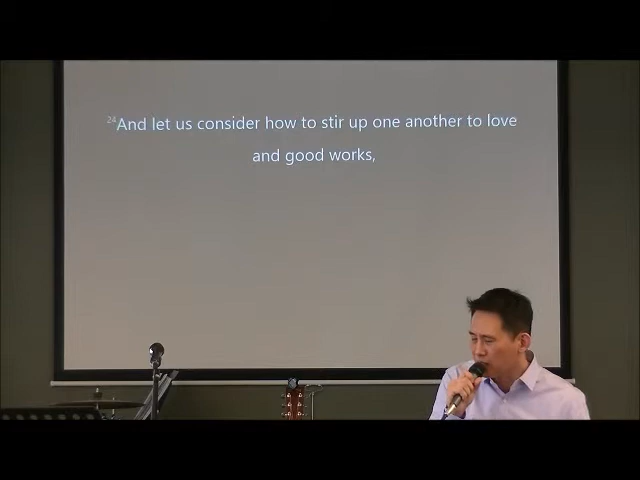 24And let us consider how to stir up one another to love
and good works,